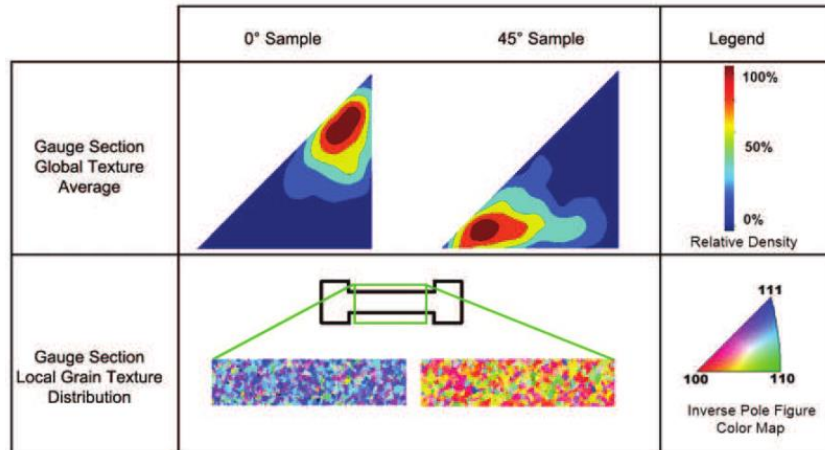 0° Sample
45° Sample
Legend
Gauge Section
Global Texture
Average
100%
50%
0%
Relative Density
Gauge Section
Local Grain Texture
Distribution
111
100
110
Inverse Pole Figure
Color Map